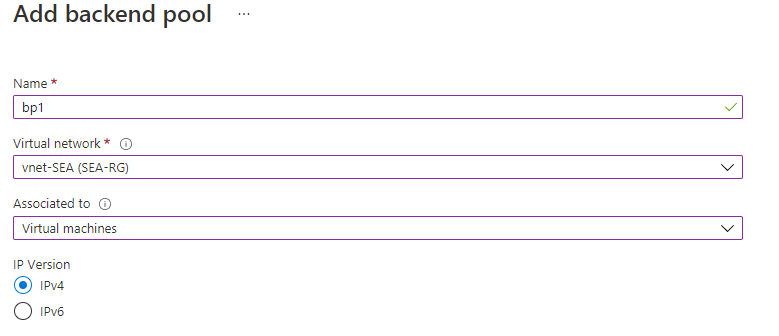 Add backend pool ...
Name *
bp1
Virtual network *
vnet-SEA (SEA-RG)
Associated to
Virtual machines
IP Version
IPv4
IPv6